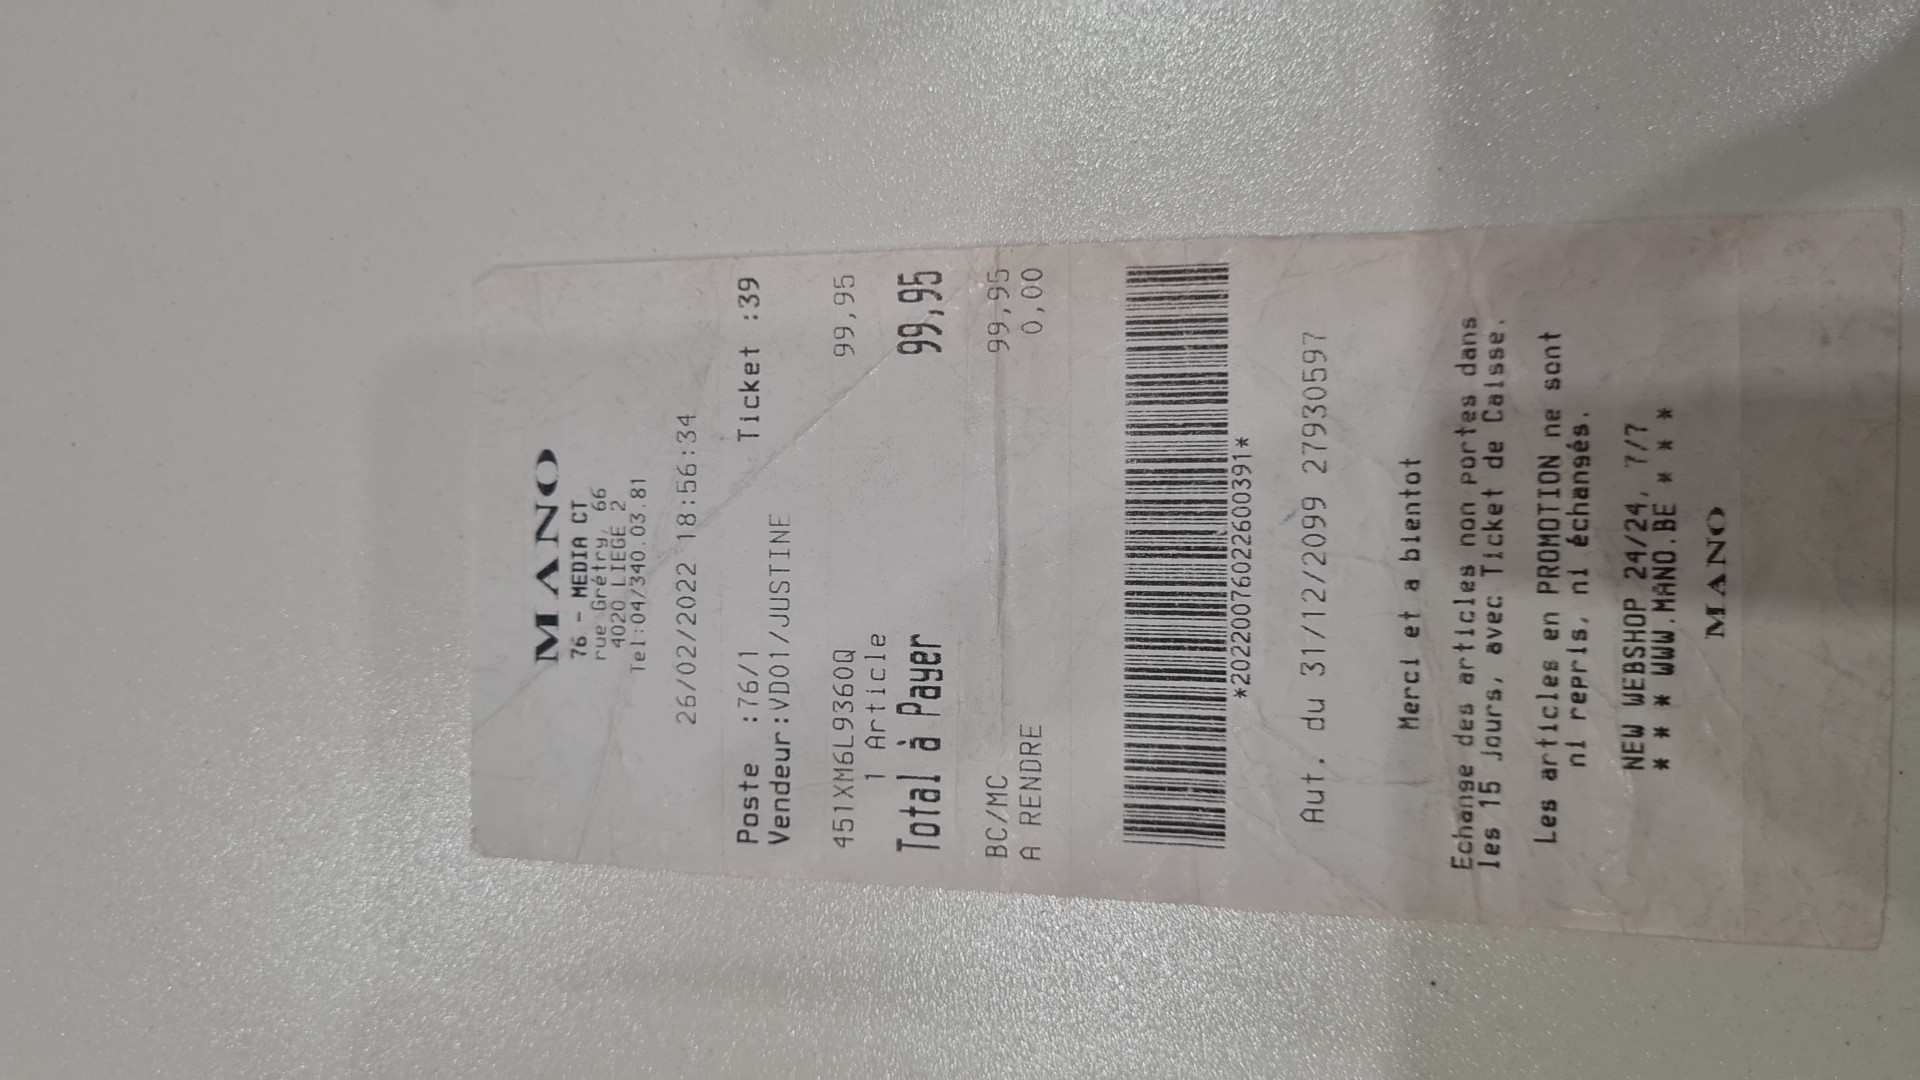 MANO
76 - MEDIA CT
rue Grétry, 66
4020 LIEGE 2
Tel:04/340.03.81
26/02/2022 18:56:34
Poste :76/1 Ticket :39
Vendeur:VD01/JUSTINE
451XM6L9360Q 99,95
1 Article
Total à Payer 99,95
BC/MC 99,95
A RENDRE 0,00
*2022007602260039​1*
Aut. du 31/12/2099 27930597
Merci et a bientot
Echange des articles non portes dans
les 15 jours, avec Ticket de Caisse.
Les articles en PROMOTION ne sont
ni repris, ni échangés.
NEW WEBSHOP 24/24, 7/7
* * * WWW.MANO.BE * * *
MANO